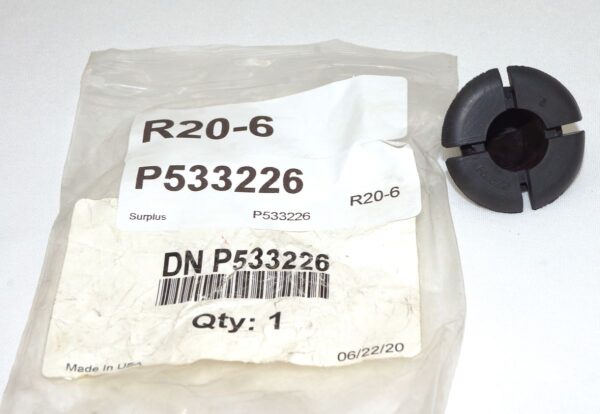 R20-6
P533226
R20-6
Surplus P533226
DN P533226
Qty: 1
06/22/20
Made in USA